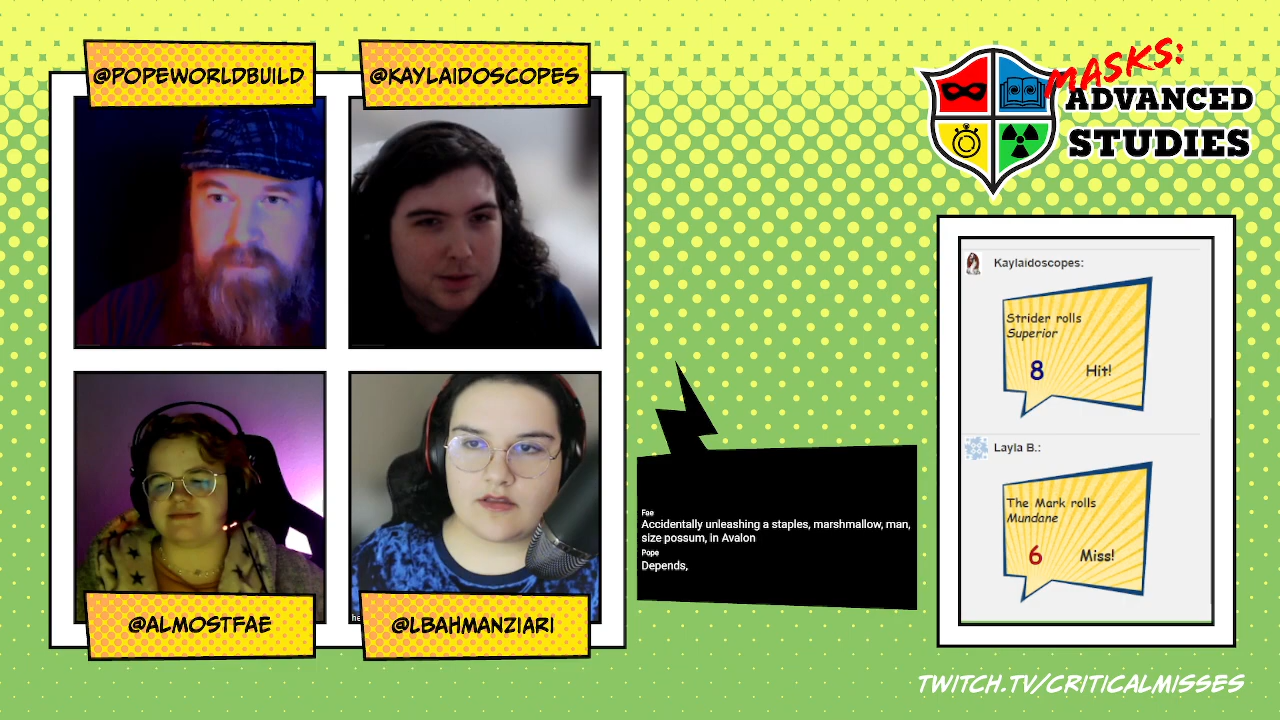 @POPEWORLDBUILD
@KAYLAIDOSCOPES
MASKS:
ADVANCED
STUDIES
Kaylaidoscopes:
Strider rolls
Superior
8 Hit!
Layla B.:
The Mark rolls
Mundane
6 Miss!
Fae
Accidentally unleashing a staples, marshmallow, man,
size possum, in Avalon
Pope
Depends,
he
@ALMOSTFAE
@LBAHMANZIARI
TWITCH.TV/CRITICALMISSES